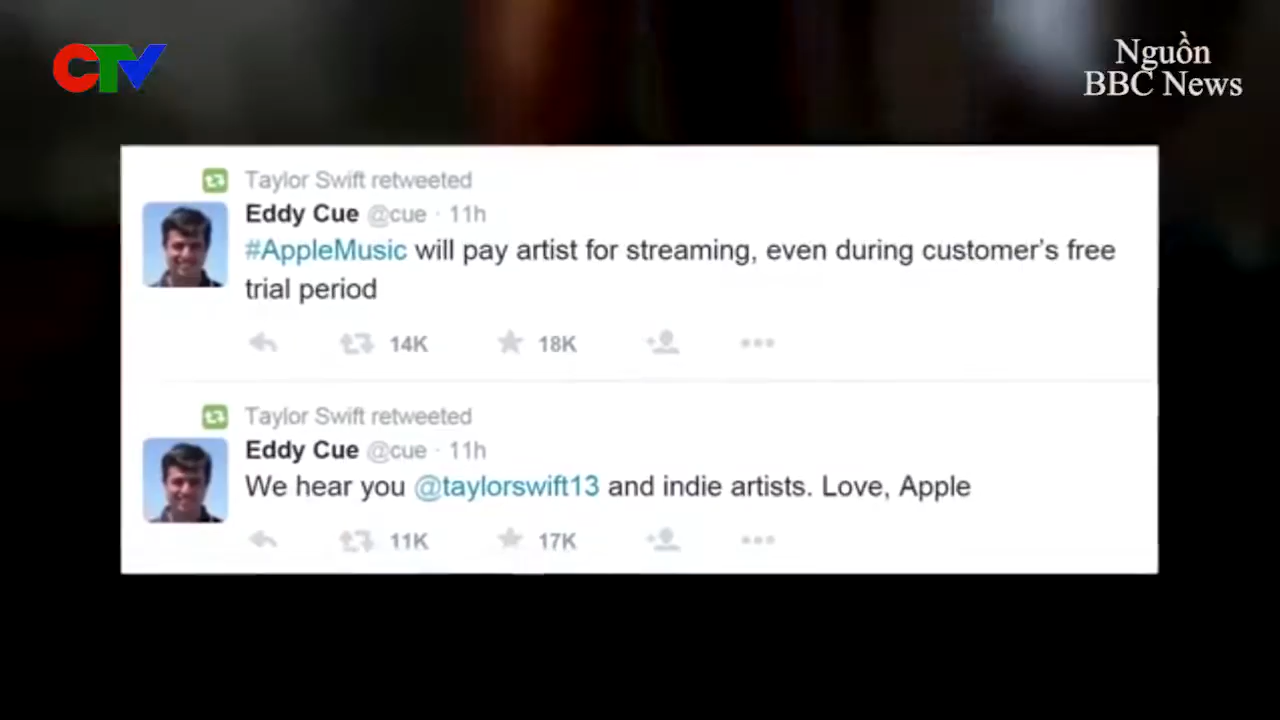 CTV
Nguồn
BBC News
Taylor Swift retweeted
Eddy Cue @cue · 11h
#AppleMusic will pay artist for streaming, even during customer's free
trial period
14K 18K
Taylor Swift retweeted
Eddy Cue @cue · 11h
We hear you @taylorswift13 and indie artists. Love, Apple
11K 17K